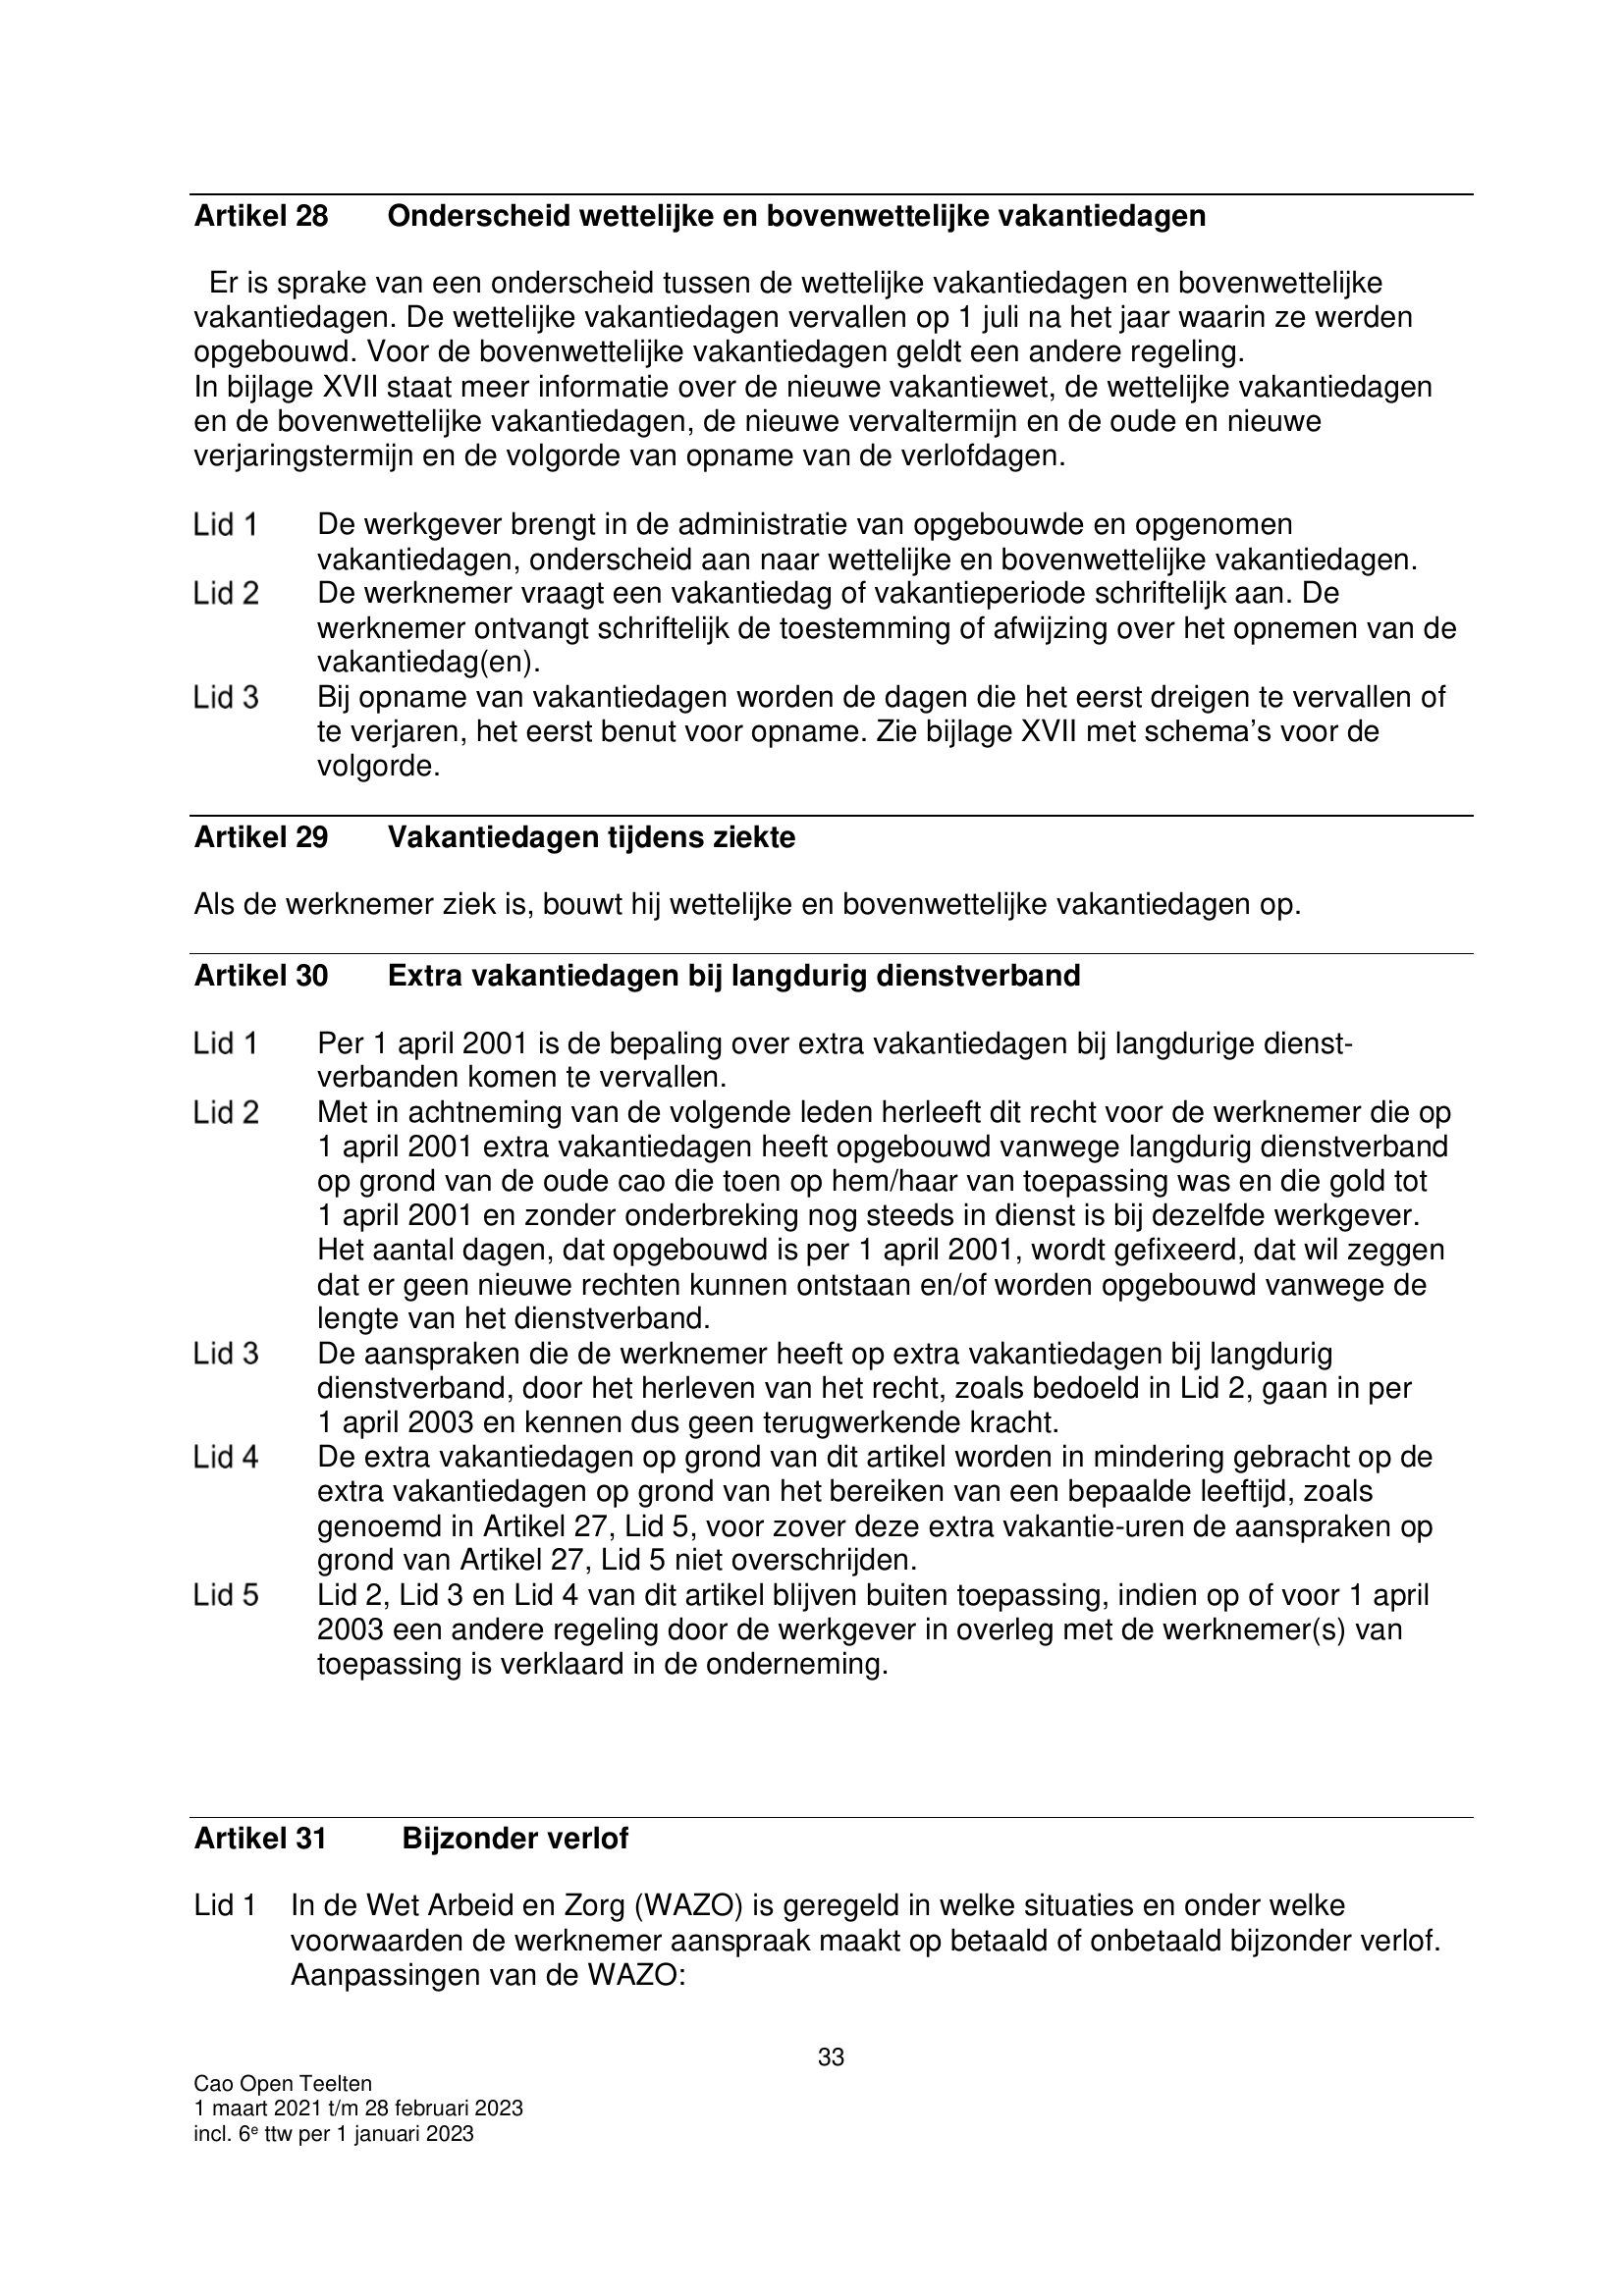 Artikel 28 Onderscheid wettelijke en bovenwettelijke vakantiedagen
Er is sprake van een onderscheid tussen de wettelijke vakantiedagen en bovenwettelijke
vakantiedagen. De wettelijke vakantiedagen vervallen op 1 juli na het jaar waarin ze werden
opgebouwd. Voor de bovenwettelijke vakantiedagen geldt een andere regeling.
In bijlage XVII staat meer informatie over de nieuwe vakantiewet, de wettelijke vakantiedagen
en de bovenwettelijke vakantiedagen, de nieuwe vervaltermijn en de oude en nieuwe
verjaringstermijn en de volgorde van opname van de verlofdagen.
Lid 1 De werkgever brengt in de administratie van opgebouwde en opgenomen
vakantiedagen, onderscheid aan naar wettelijke en bovenwettelijke vakantiedagen.
Lid 2 De werknemer vraagt een vakantiedag of vakantieperiode schriftelijk aan. De
werknemer ontvangt schriftelijk de toestemming of afwijzing over het opnemen van de
vakantiedag(en).
Lid 3 Bij opname van vakantiedagen worden de dagen die het eerst dreigen te vervallen of
te verjaren, het eerst benut voor opname. Zie bijlage XVII met schema's voor de
volgorde.
Artikel 29 Vakantiedagen tijdens ziekte
Als de werknemer ziek is, bouwt hij wettelijke en bovenwettelijke vakantiedagen op.
Artikel 30 Extra vakantiedagen bij langdurig dienstverband
Lid 1 Per 1 april 2001 is de bepaling over extra vakantiedagen bij langdurige dienst-
verbanden komen te vervallen.
Lid 2 Met in achtneming van de volgende leden herleeft dit recht voor de werknemer die op
1 april 2001 extra vakantiedagen heeft opgebouwd vanwege langdurig dienstverband
op grond van de oude cao die toen op hem/haar van toepassing was en die gold tot
1 april 2001 en zonder onderbreking nog steeds in dienst is bij dezelfde werkgever.
Het aantal dagen, dat opgebouwd is per 1 april 2001, wordt gefixeerd, dat wil zeggen
dat er geen nieuwe rechten kunnen ontstaan en/of worden opgebouwd vanwege de
lengte van het dienstverband.
Lid 3 De aanspraken die de werknemer heeft op extra vakantiedagen bij langdurig
dienstverband, door het herleven van het recht, zoals bedoeld in Lid 2, gaan in per
1 april 2003 en kennen dus geen terugwerkende kracht.
Lid 4 De extra vakantiedagen op grond van dit artikel worden in mindering gebracht op de
extra vakantiedagen op grond van het bereiken van een bepaalde leeftijd, zoals
genoemd in Artikel 27, Lid 5, voor zover deze extra vakantie-uren de aanspraken op
grond van Artikel 27, Lid 5 niet overschrijden.
Lid 5 Lid 2, Lid 3 en Lid 4 van dit artikel blijven buiten toepassing, indien op of voor 1 april
2003 een andere regeling door de werkgever in overleg met de werknemer(s) van
toepassing is verklaard in de onderneming.
Artikel 31 Bijzonder verlof
Lid 1 In de Wet Arbeid en Zorg (WAZO) is geregeld in welke situaties en onder welke
voorwaarden de werknemer aanspraak maakt op betaald of onbetaald bijzonder verlof.
Aanpassingen van de WAZO:
33
Cao Open Teelten
1 maart 2021 t/m 28 februari 2023
incl. 6e ttw per 1 januari 2023